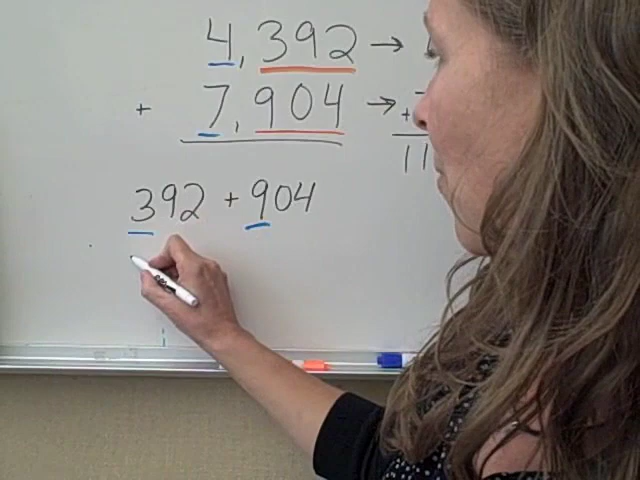 4,392 →
+ 7,904 → +
11
392 + 904